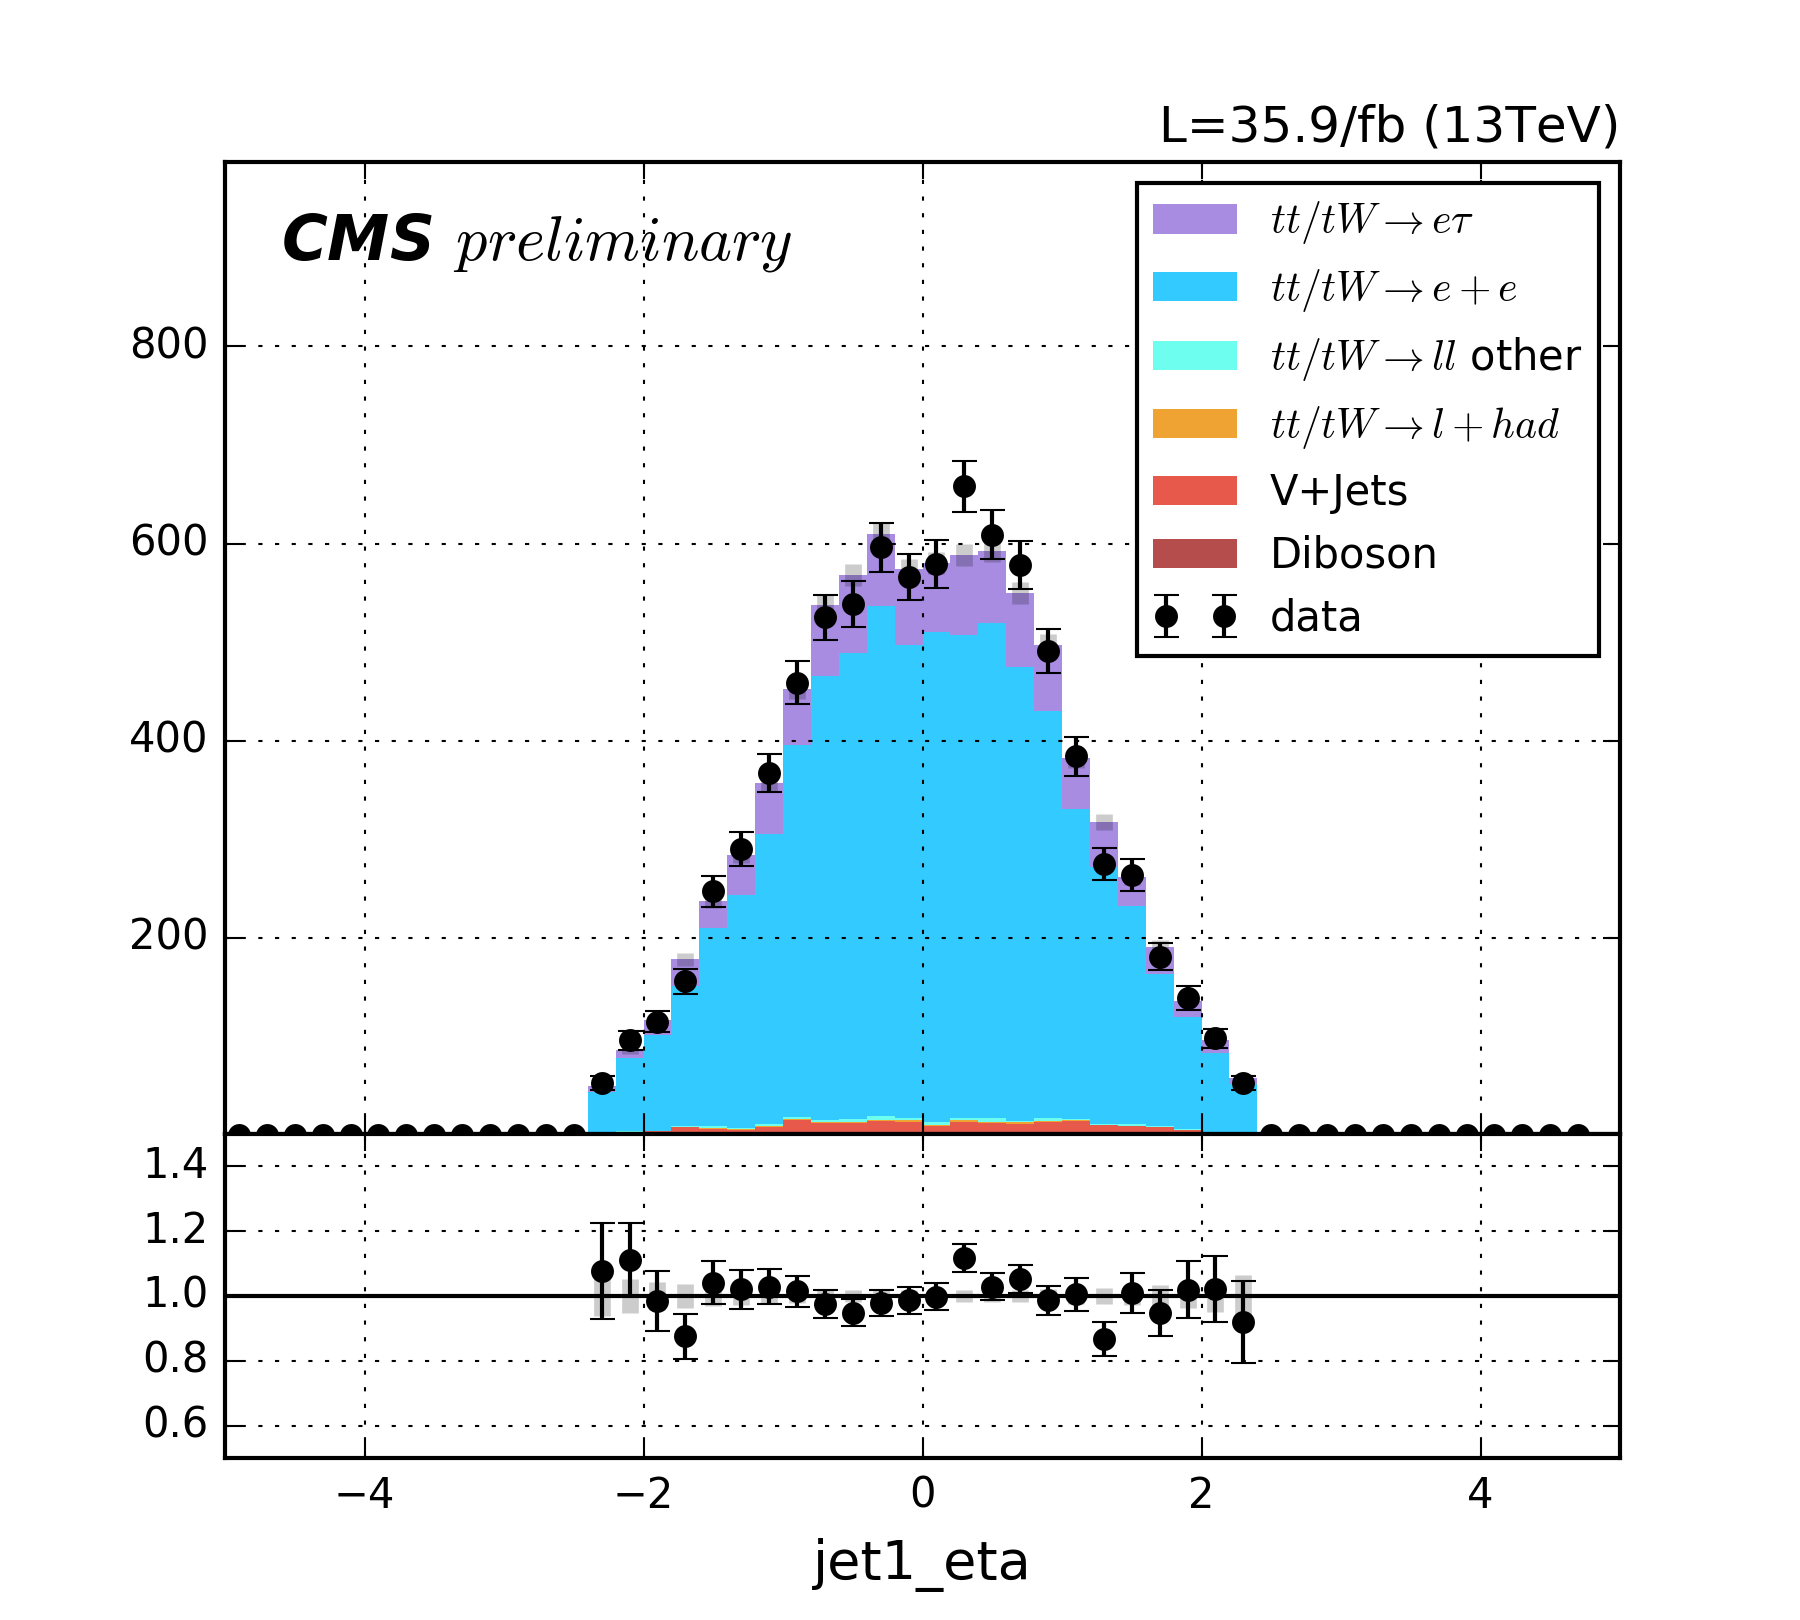 L=35.9/fb (13TeV)
CMS preliminary
tt/tW → eτ
tt/tW → e + e
tt/tW → ll other
tt/tW → l + had
V+Jets
Diboson
data
800
600
400
200
1.4
1.2
1.0
0.8
0.6
−4 −2 0 2 4
jet1_eta